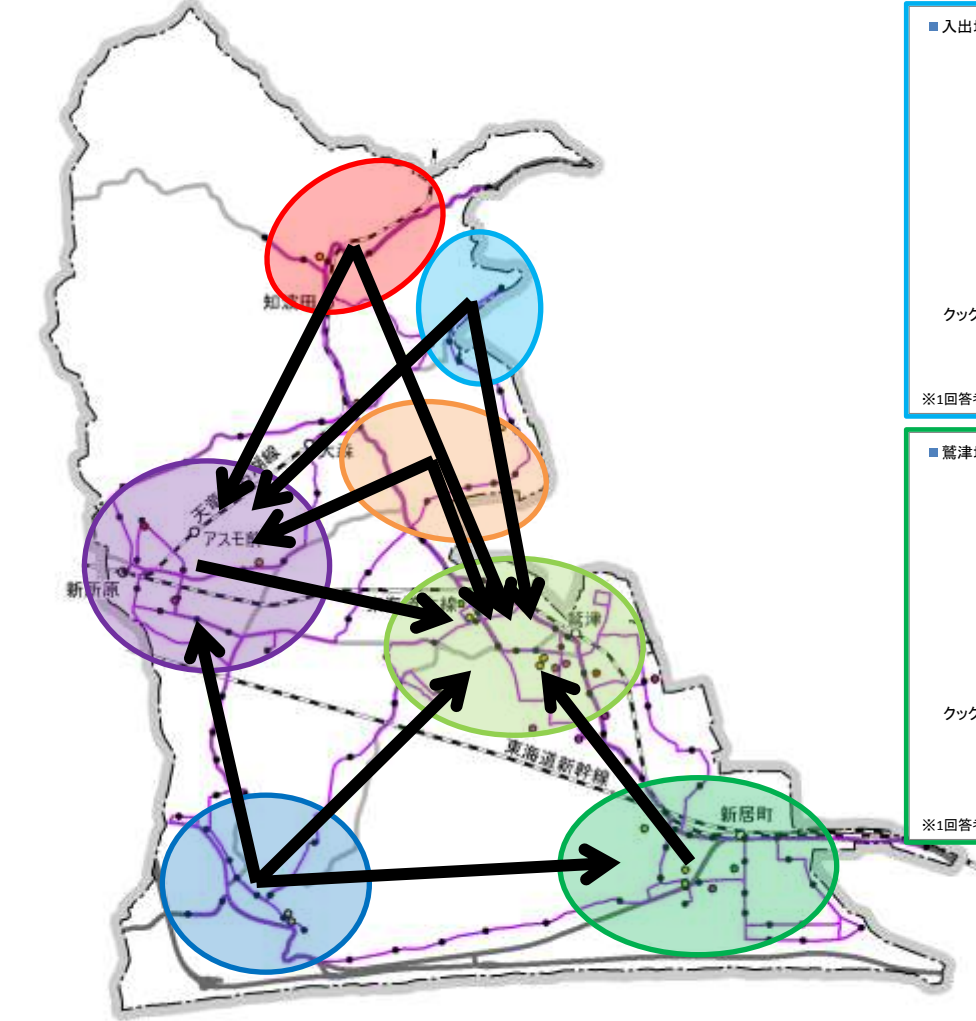 ■ 入出
クック
※1回答
■ 鷲津
クック
※1回答
知波田
大森
アスモ前
新所原
鷲津
東海道新幹線
新居町